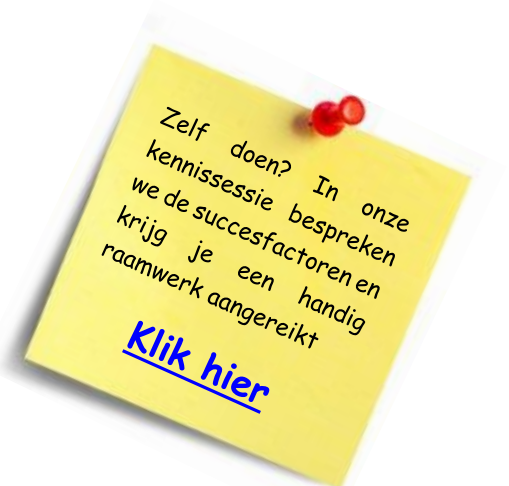 Zelf doen? In onze
kennissessie bespreken
we de succesfactoren en
krijg je een handig
raamwerk aangereikt
Klik hier